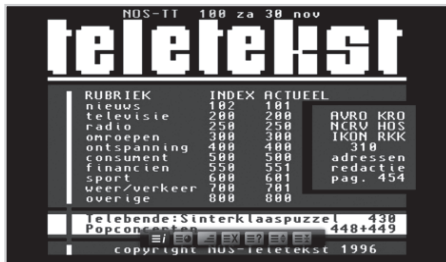 NOS-TT 100 za 30 nov
teletekst
RUBRIEK INDEX ACTUEEL
nieuws 102 101
televisie 200 200
radio 250 250
omroepen 300 300
ontspanning 400 400
consument 500 500
financien 550 551
sport 600 601
weer/verkeer 700 701
overige 800 800
AVRO KRO
NCRV NOS
IKON RKK
310
adressen
redactie
pag. 454
Telebende:Sinterklaaspuzzel 430
Popconcerten 448+449
copyright NOS-Teletekst 1996